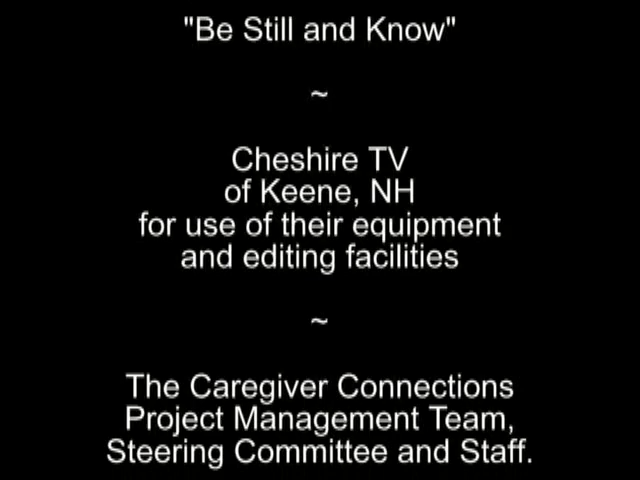 "Be Still and Know"
~
Cheshire TV
of Keene, NH
for use of their equipment
and editing facilities
~
The Caregiver Connections
Project Management Team,
Steering Committee and Staff.